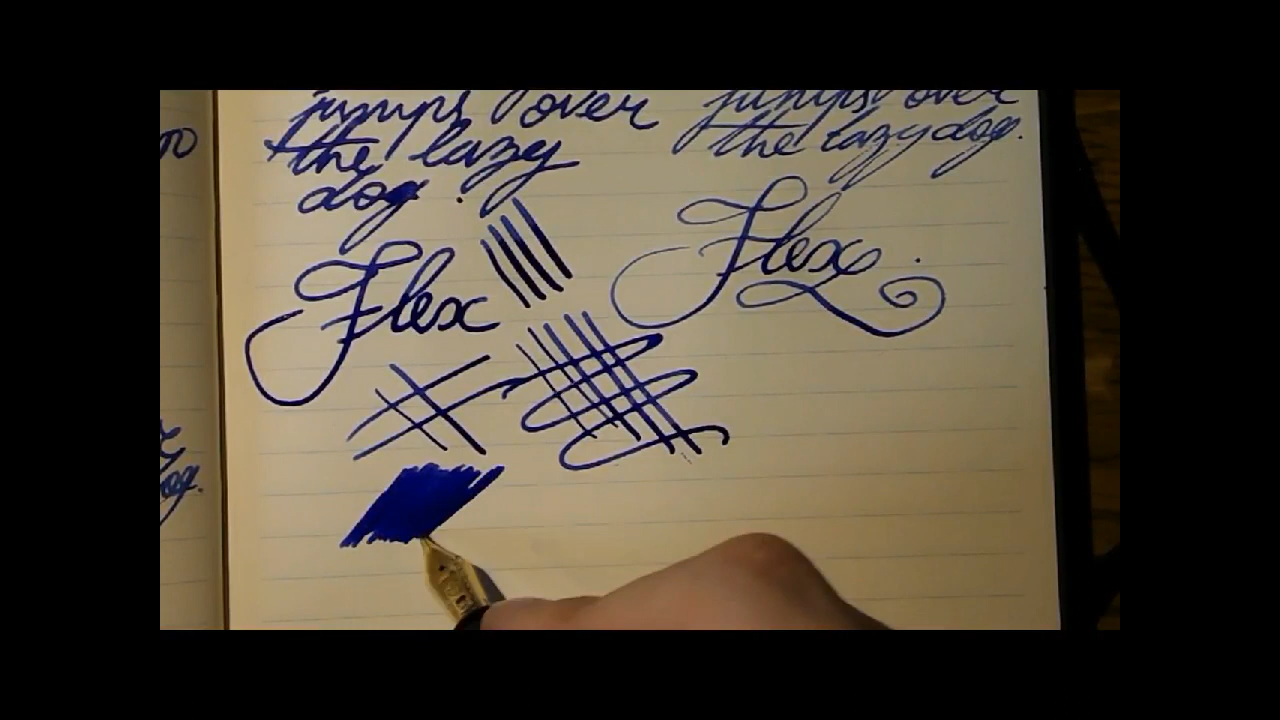 jumps over
the lazy
dog.
Flex
jumps over
the lazy dog.
Flex.